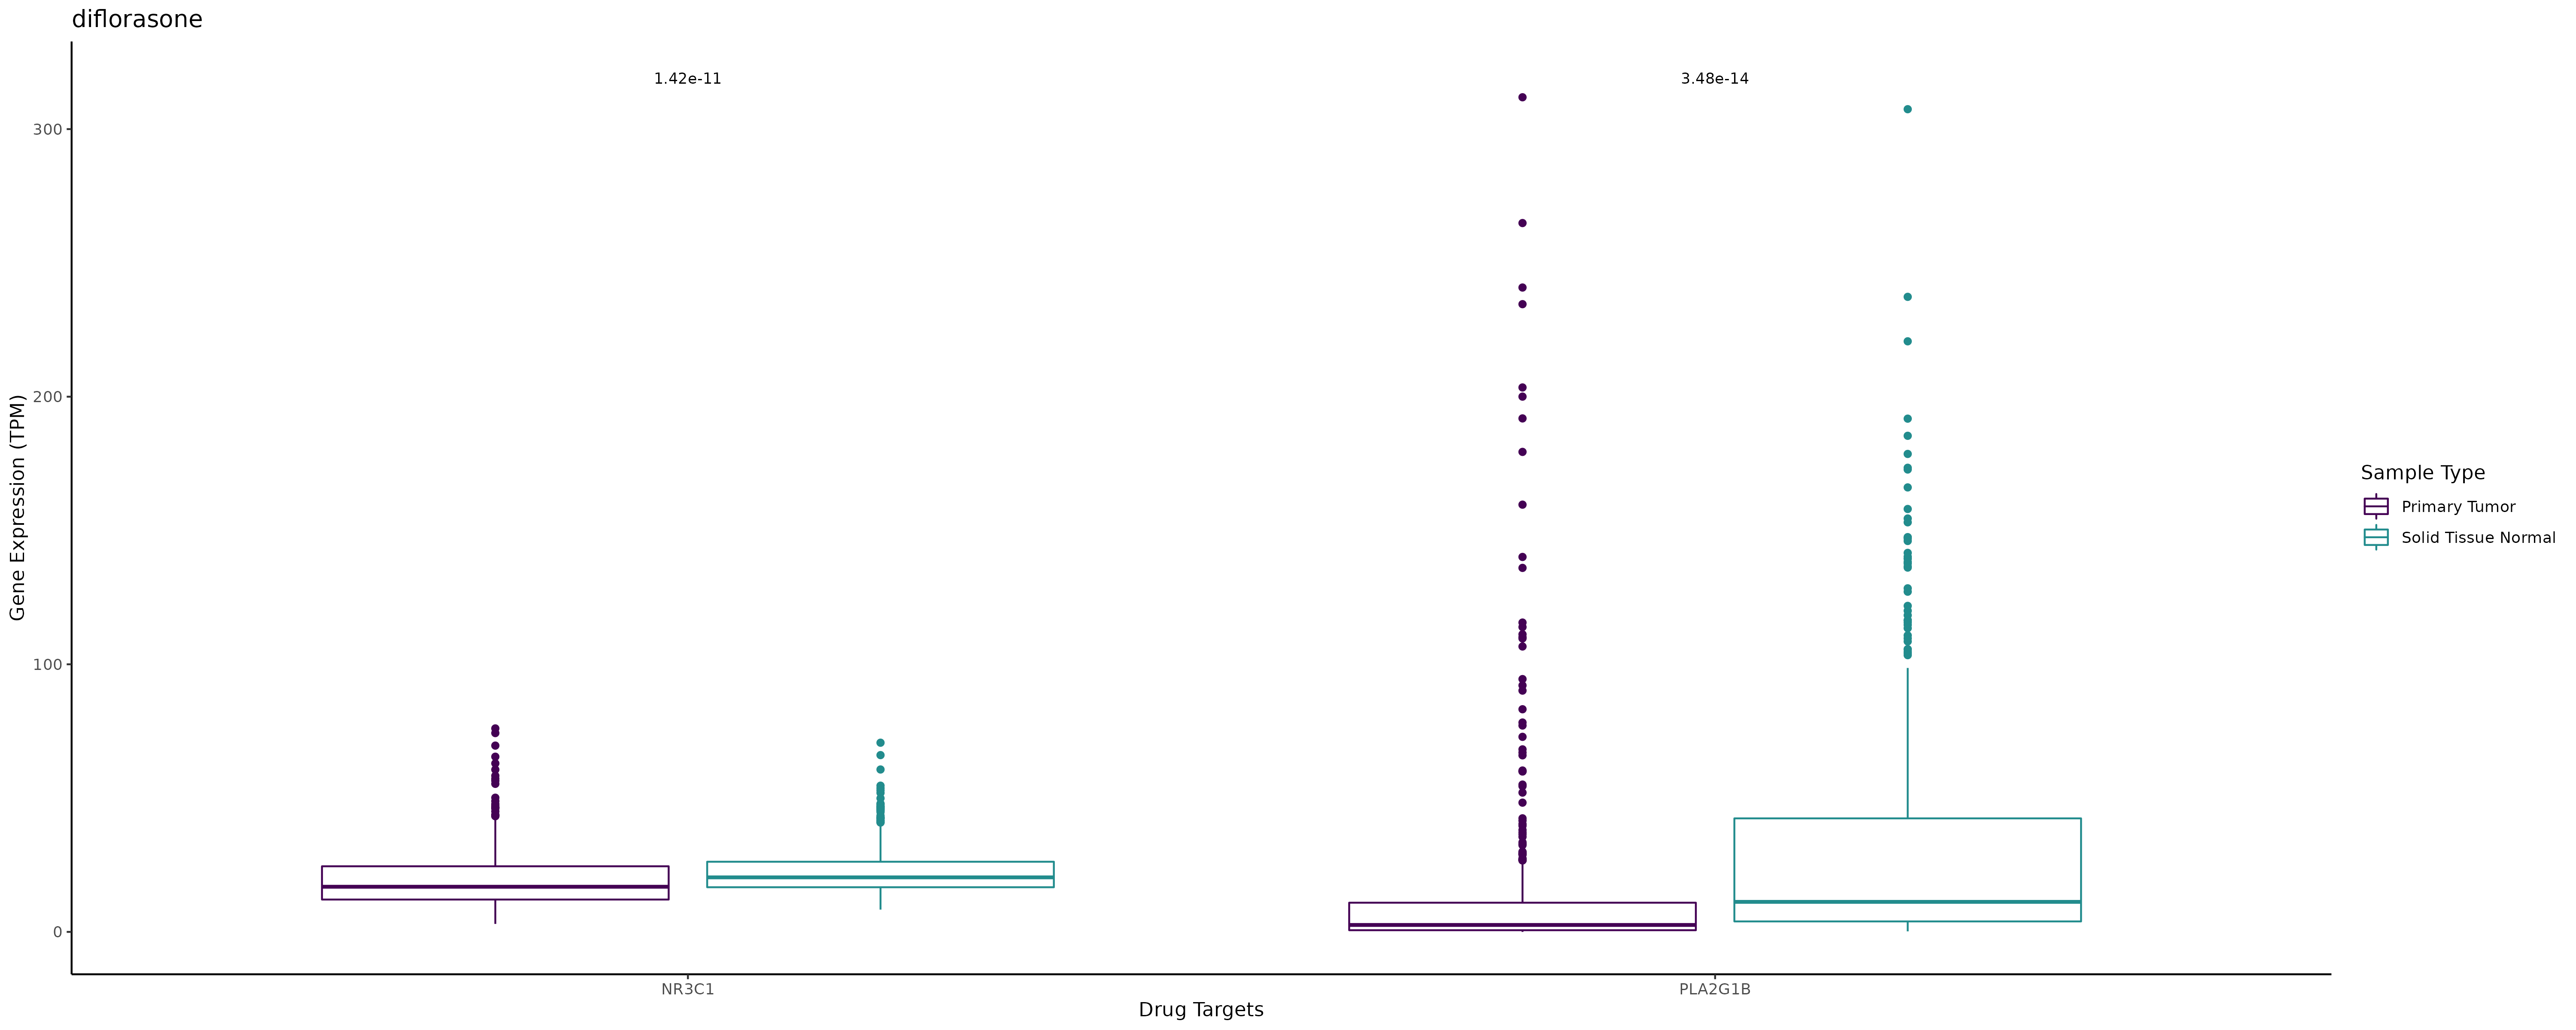 diflorasone
1.42e-11
3.48e-14
300
200
100
0
Gene Expression (TPM)
NR3C1
PLA2G1B
Drug Targets
Sample Type
Primary Tumor
Solid Tissue Normal